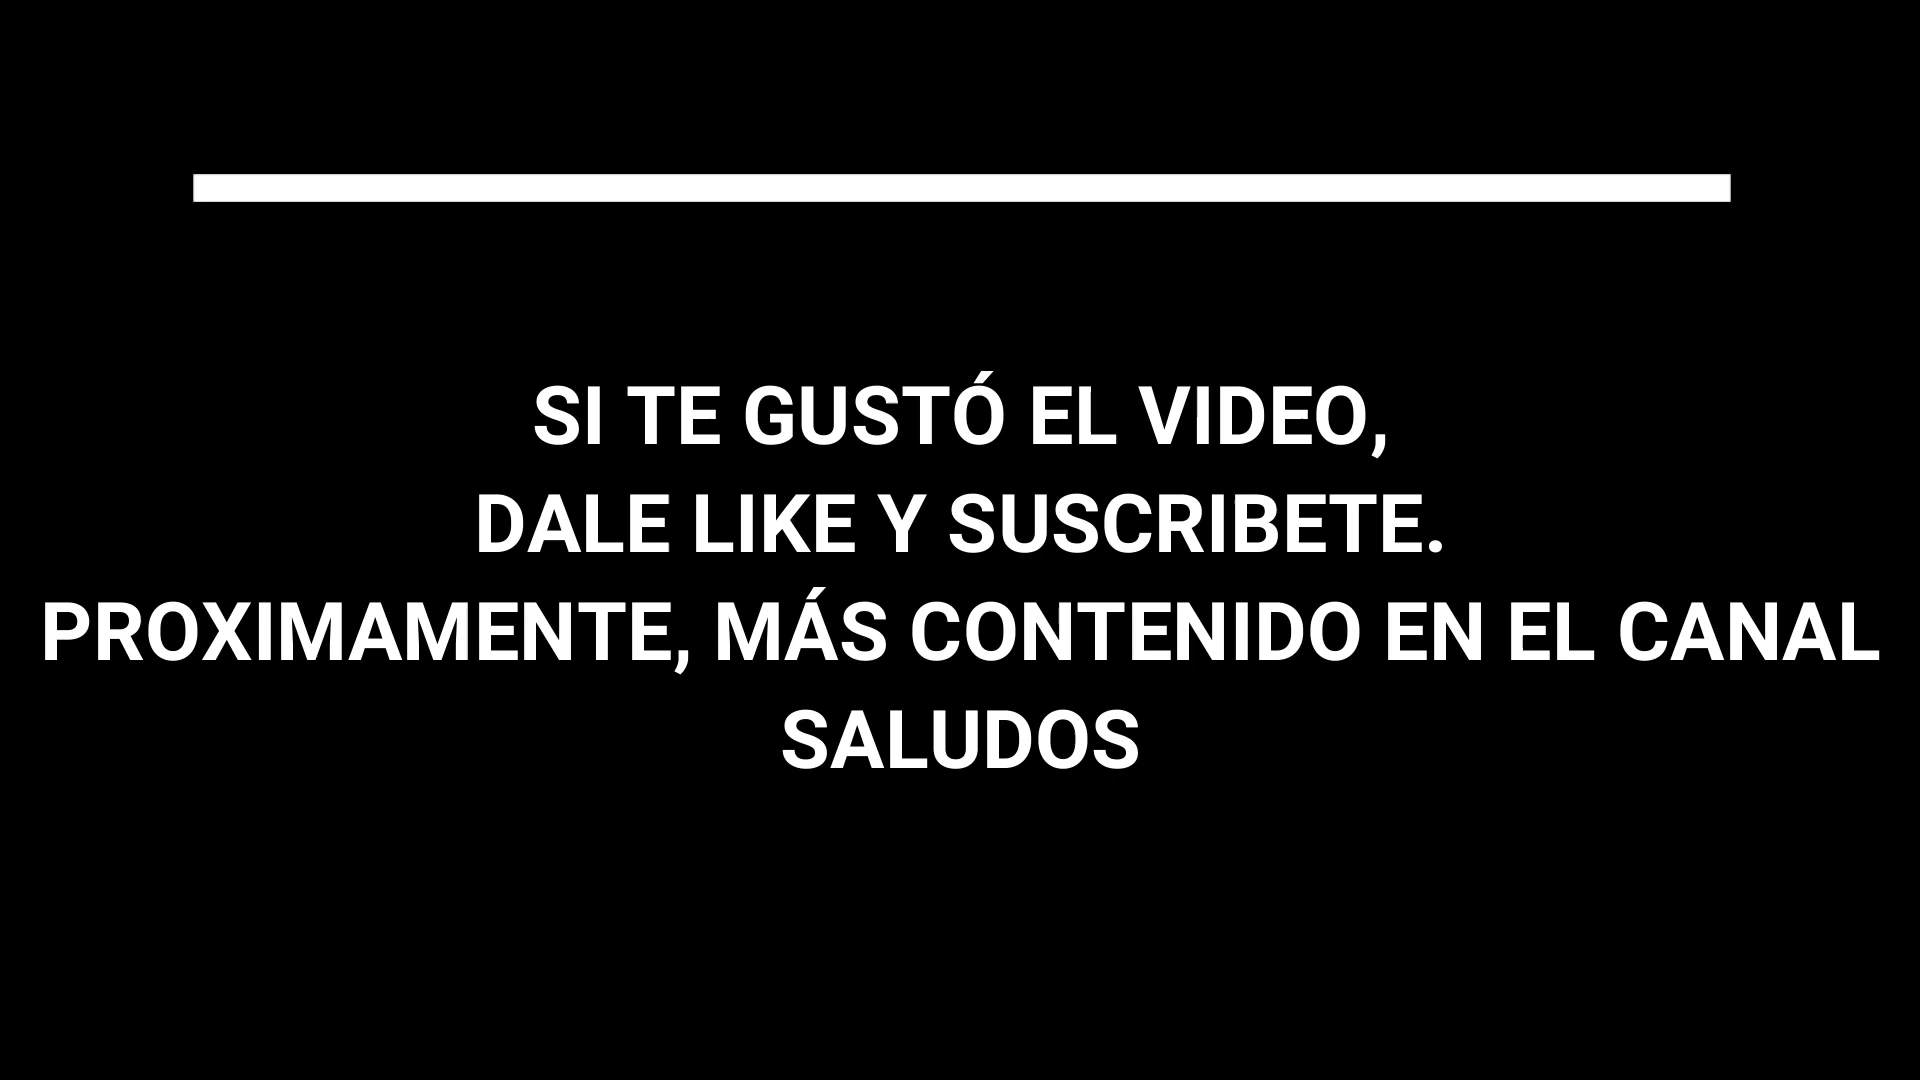 SI TE GUSTÓ EL VIDEO,
DALE LIKE Y SUSCRIBETE.
PROXIMAMENTE, MÁS CONTENIDO EN EL CANAL
SALUDOS